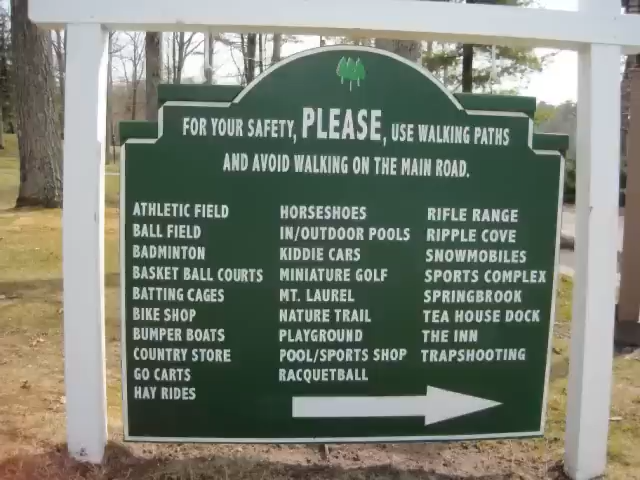 FOR YOUR SAFETY, PLEASE, USE WALKING PATHS
AND AVOID WALKING ON THE MAIN ROAD.
ATHLETIC FIELD
BALL FIELD
BADMINTON
BASKET BALL COURTS
BATTING CAGES
BIKE SHOP
BUMPER BOATS
COUNTRY STORE
GO CARTS
HAY RIDES
HORSESHOES
IN/OUTDOOR POOLS
KIDDIE CARS
MINIATURE GOLF
MT. LAUREL
NATURE TRAIL
PLAYGROUND
POOL/SPORTS SHOP
RACQUETBALL
RIFLE RANGE
RIPPLE COVE
SNOWMOBILES
SPORTS COMPLEX
SPRINGBROOK
TEA HOUSE DOCK
THE INN
TRAPSHOOTING